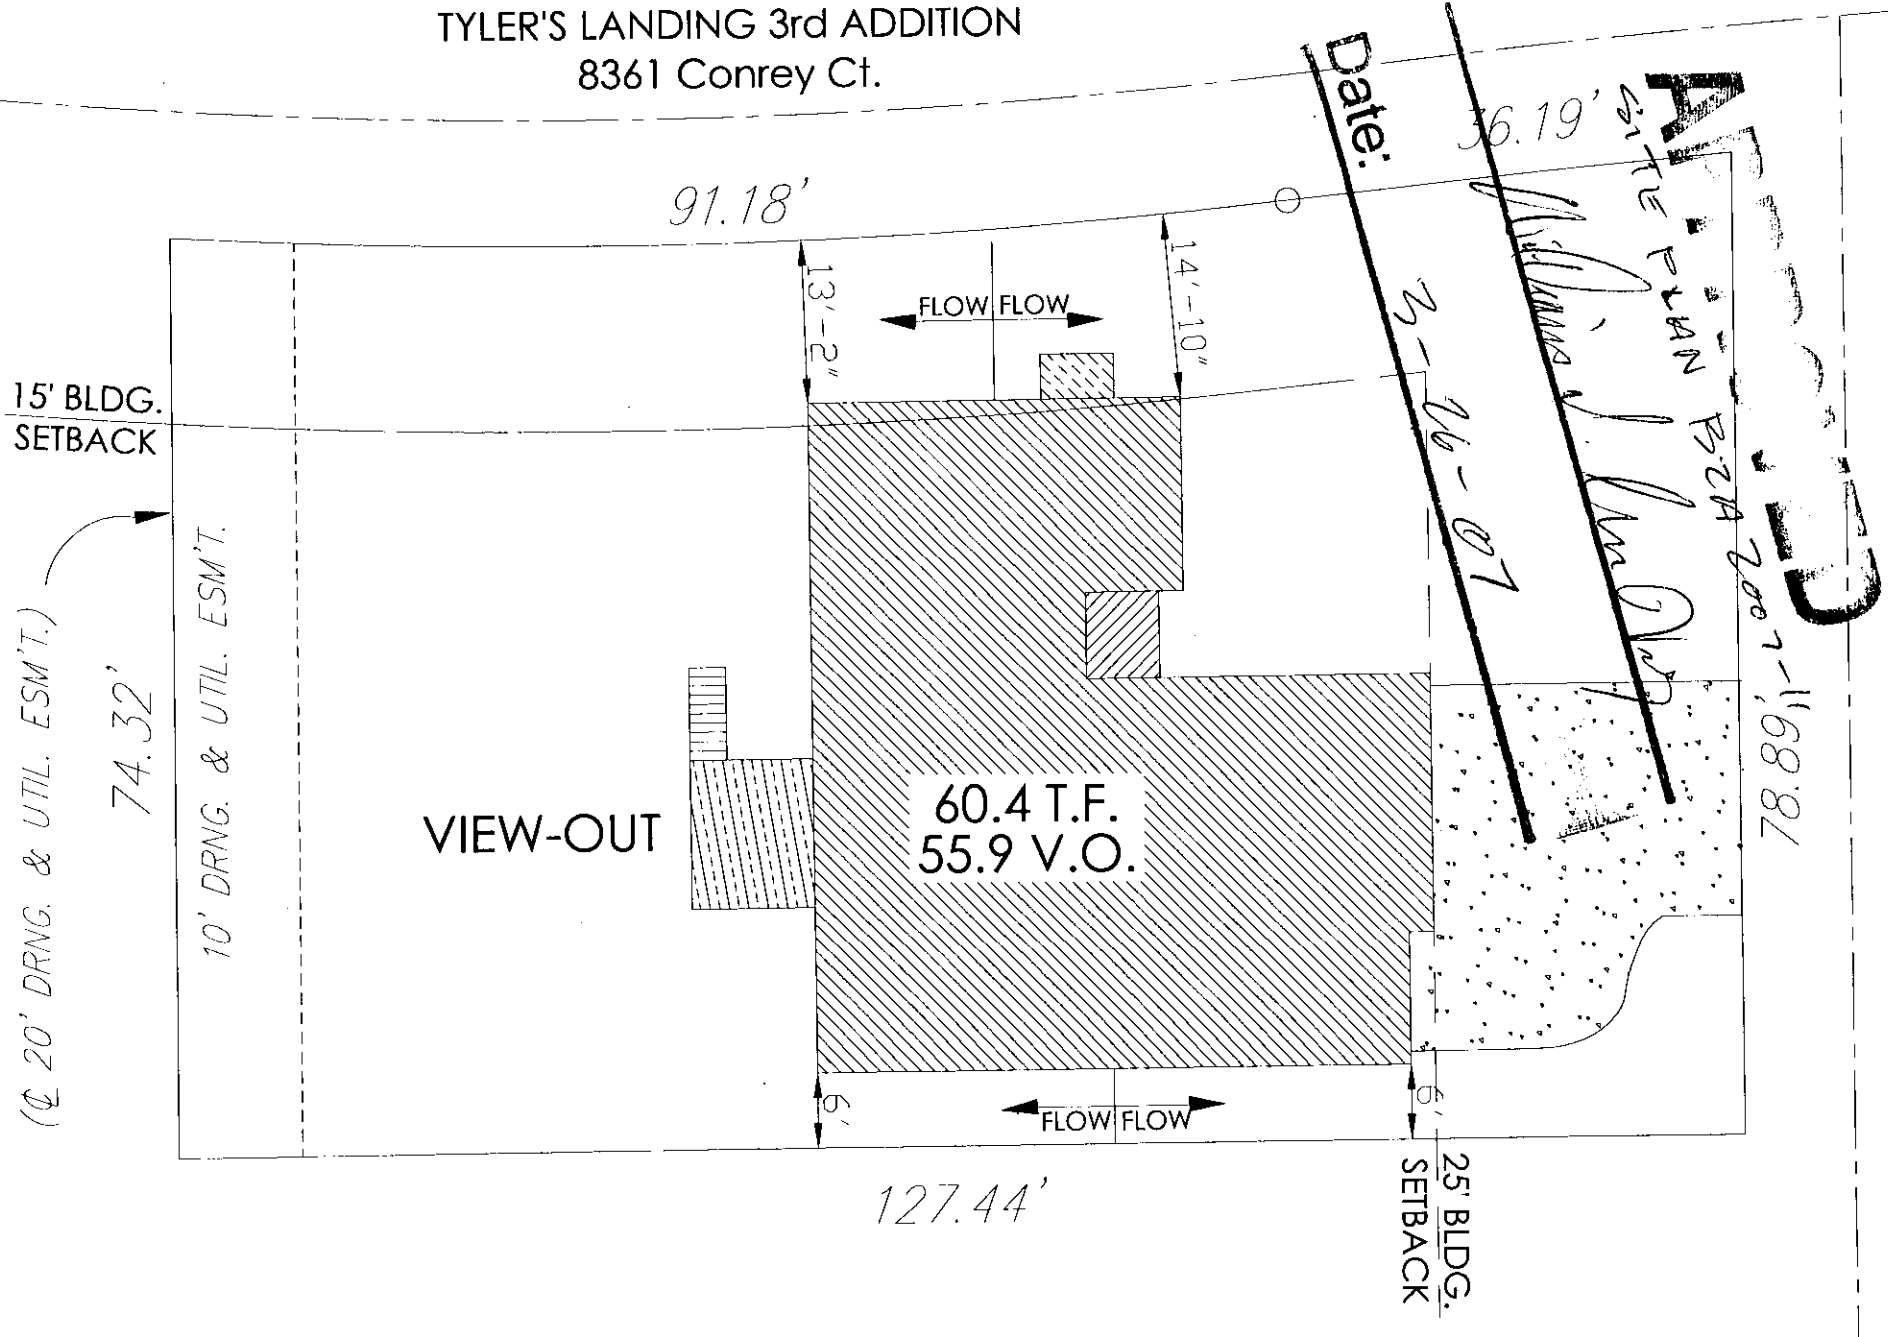 TYLER'S LANDING 3rd ADDITION
8361 Conrey Ct.
91.18'
36.19'
Date:
3-26-07
SITE PLAN BZA 2007-11
13'-2"
14'-10"
FLOW FLOW
15' BLDG.
SETBACK
(℄ 20' DRNG. & UTIL. ESM'T.)
74.32'
10' DRNG. & UTIL. ESM'T.
VIEW-OUT
60.4 T.F.
55.9 V.O.
78.89'
6'
FLOW FLOW
6'
25' BLDG.
SETBACK
127.44'